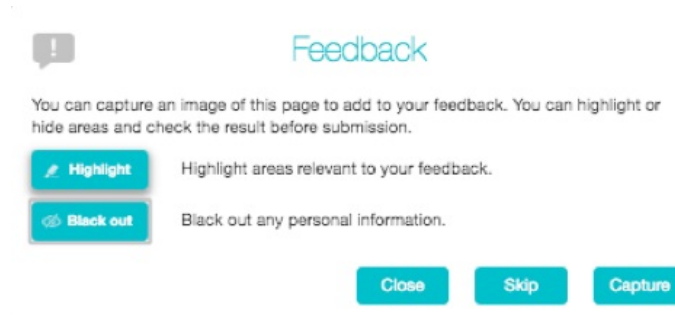 Feedback
You can capture an image of this page to add to your feedback. You can highlight or
hide areas and check the result before submission.
Highlight Highlight areas relevant to your feedback.
Black out Black out any personal information.
Close Skip Capture